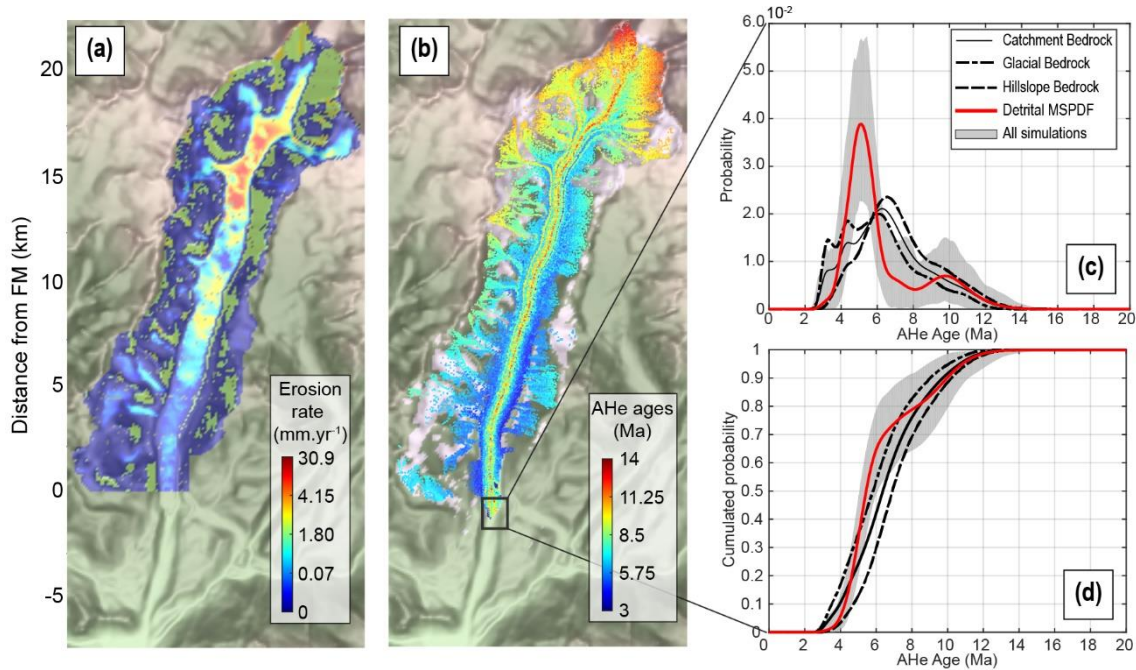 (a)
Distance from FM (km)
20
15
10
5
0
-5
Erosion
rate
(mm.yr⁻¹)
30.9
4.15
1.80
0.07
0
(b)
AHe ages
(Ma)
14
11.25
8.5
5.75
3
6.0 ×10⁻²
5.0
4.0
3.0
2.0
1.0
0
Probability
Catchment Bedrock
Glacial Bedrock
Hillslope Bedrock
Detrital MSPDF
All simulations
(c)
0 2 4 6 8 10 12 14 16 18 20
AHe Age (Ma)
1
0.9
0.8
0.7
0.6
0.5
0.4
0.3
0.2
0.1
0
Cumulated probability
(d)
0 2 4 6 8 10 12 14 16 18 20
AHe Age (Ma)